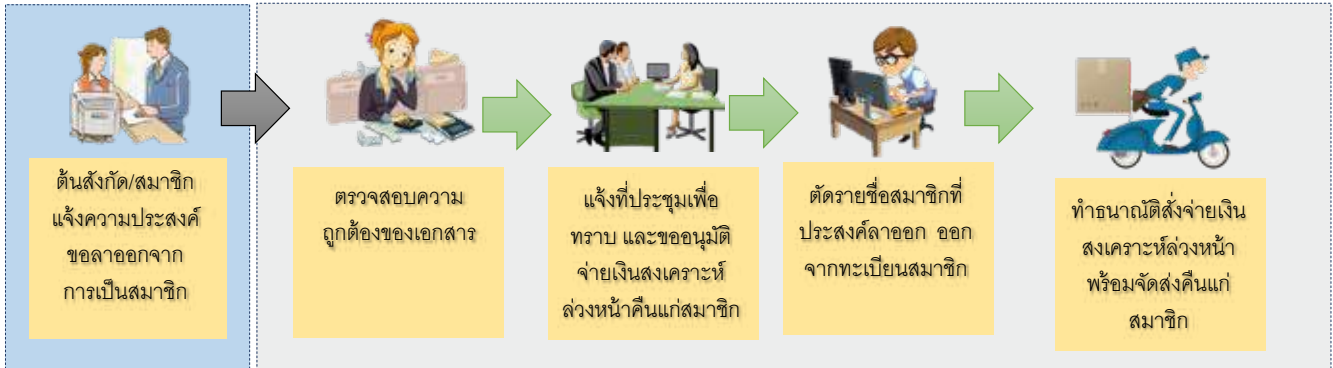 ต้นสังกัด/สมาชิก
แจ้งความประสงค์
ขอลาออกจาก
การเป็นสมาชิก
ตรวจสอบความ
ถูกต้องของเอกสาร
แจ้งที่ประชุมเพื่อ
ทราบ และขออนุมัติ
จ่ายเงินสงเคราะห์
ล่วงหน้าคืนแก่สมาชิก
ตัดรายชื่อสมาชิกที่
ประสงค์ลาออก ออก
จากทะเบียนสมาชิก
ทำธนาณัติสั่งจ่ายเงิน
สงเคราะห์ล่วงหน้า
พร้อมจัดส่งคืนแก่
สมาชิก